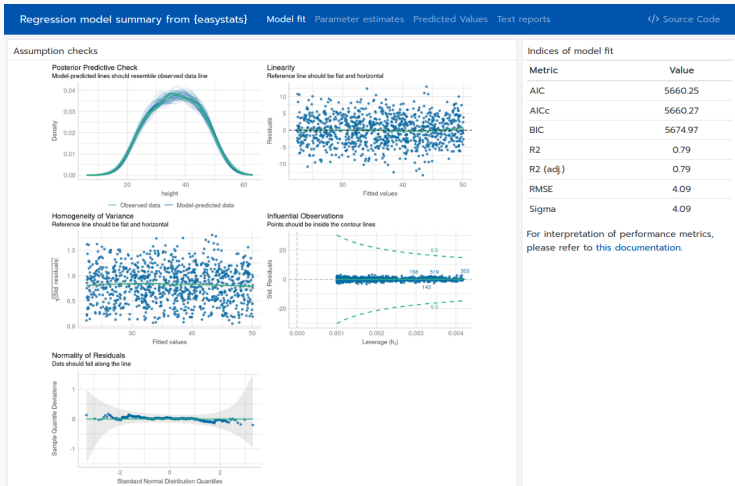 Regression model summary from {easystats}
Model fit
Parameter estimates
Predicted Values
Text reports
</> Source Code
Assumption checks
Posterior Predictive Check
Model-predicted lines should resemble observed data line
0.04
0.03
0.02
0.01
0.00
Density
20
40
60
height
Observed data
Model-predicted data
Linearity
Reference line should be flat and horizontal
10
5
0
-5
-10
Residuals
30
40
50
Fitted values
Homogeneity of Variance
Reference line should be flat and horizontal
1.5
1.0
0.5
0.0
√|Std. residuals|
30
40
50
Fitted values
Influential Observations
Points should be inside the contour lines
20
0
-20
Std. Residuals
0.5
158
519
303
145
0.5
0.000
0.001
0.002
0.003
0.004
Leverage (hii)
Normality of Residuals
Dots should fall along the line
1
0
-1
Sample Quantile Deviations
-2
0
2
Standard Normal Distribution Quantiles
Indices of model fit
Metric Value
AIC 5660.25
AICc 5660.27
BIC 5674.97
R2 0.79
R2 (adj.) 0.79
RMSE 4.09
Sigma 4.09
For interpretation of performance metrics,
please refer to this documentation.